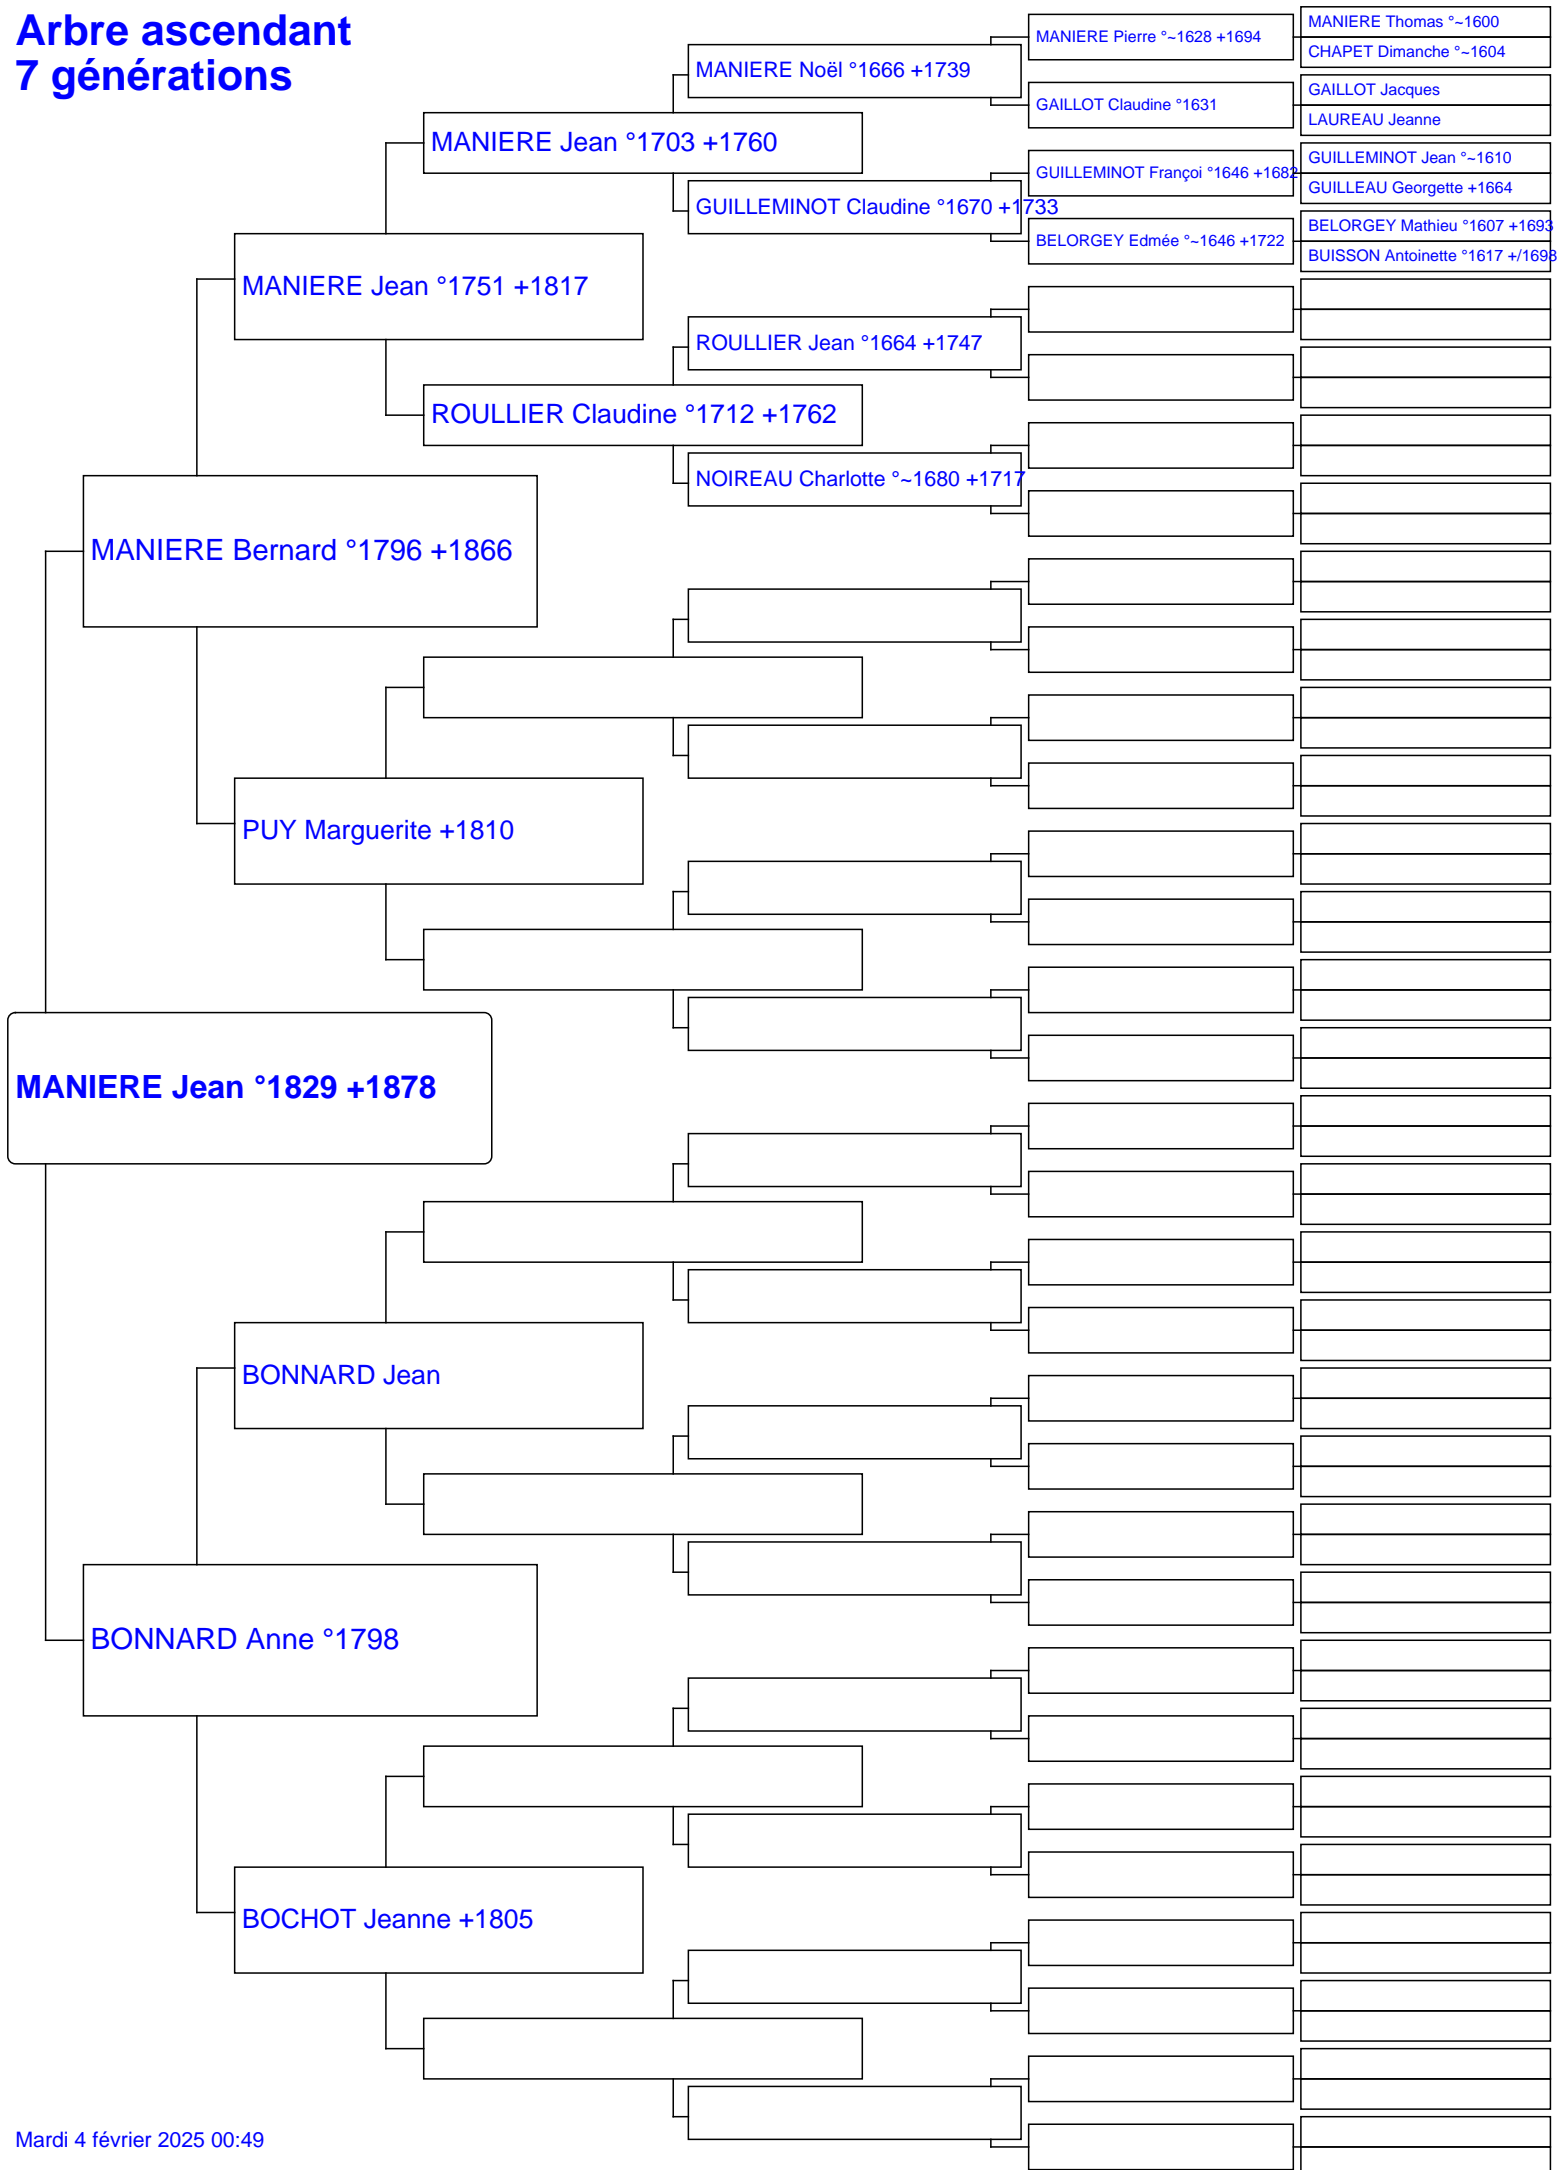 Arbre ascendant
7 générations
MANIERE Thomas °~1600
MANIERE Pierre °~1628 +1694
CHAPET Dimanche °~1604
MANIERE Noël °1666 +1739
GAILLOT Jacques
GAILLOT Claudine °1631
LAUREAU Jeanne
MANIERE Jean °1703 +1760
GUILLEMINOT Jean °~1610
GUILLEMINOT Françoi °1646 +1682
GUILLEAU Georgette +1664
GUILLEMINOT Claudine °1670 +1733
BELORGEY Mathieu °1607 +1693
BELORGEY Edmée °~1646 +1722
BUISSON Antoinette °1617 +/1698
MANIERE Jean °1751 +1817
ROULLIER Jean °1664 +1747
ROULLIER Claudine °1712 +1762
NOIREAU Charlotte °~1680 +1717
MANIERE Bernard °1796 +1866
PUY Marguerite +1810
MANIERE Jean °1829 +1878
BONNARD Jean
BONNARD Anne °1798
BOCHOT Jeanne +1805
Mardi 4 février 2025 00:49